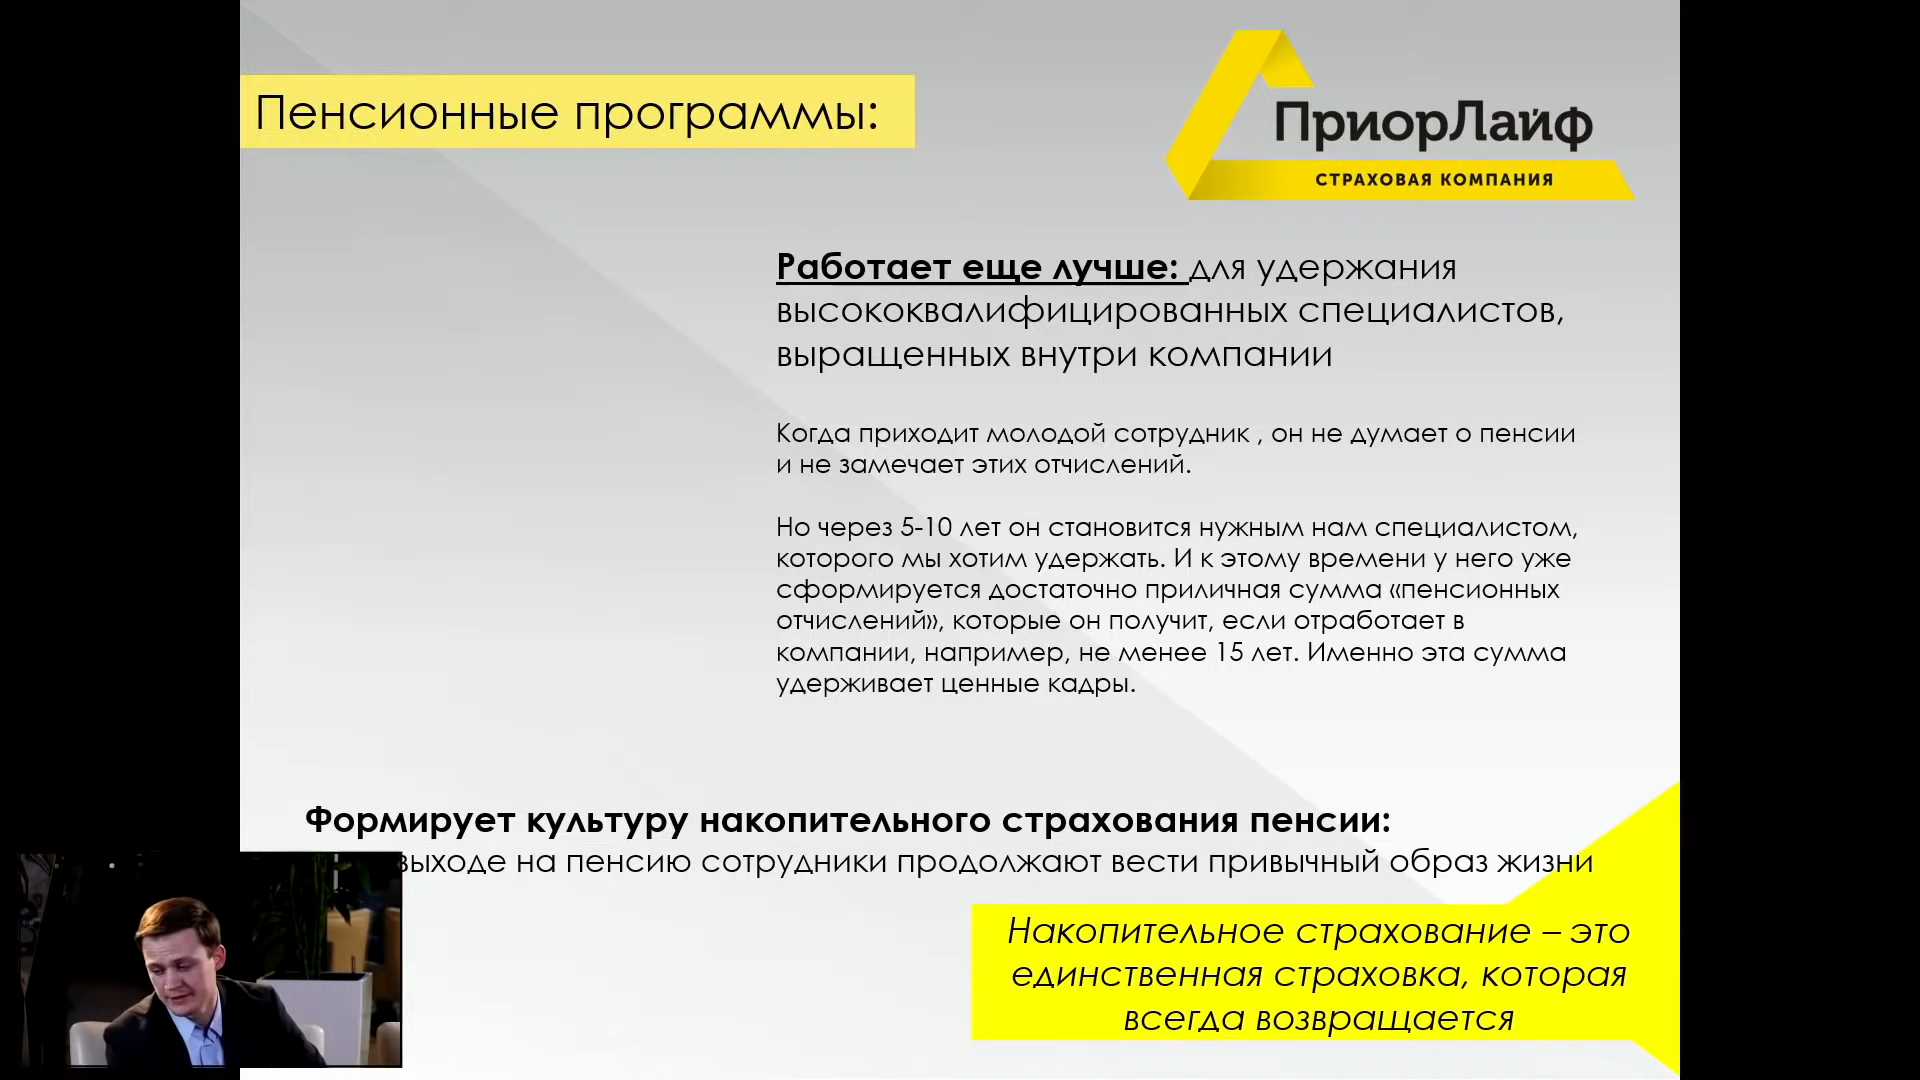 Пенсионные программы:
ПриорЛайф
СТРАХОВАЯ КОМПАНИЯ
Работает еще лучше: для удержания
высококвалифицированных специалистов,
выращенных внутри компании
Когда приходит молодой сотрудник , он не думает о пенсии
и не замечает этих отчислений.
Но через 5-10 лет он становится нужным нам специалистом,
которого мы хотим удержать. И к этому времени у него уже
сформируется достаточно приличная сумма «пенсионных
отчислений», которые он получит, если отработает в
компании, например, не менее 15 лет. Именно эта сумма
удерживает ценные кадры.
Формирует культуру накопительного страхования пенсии:
выходе на пенсию сотрудники продолжают вести привычный образ жизни
Накопительное страхование – это
единственная страховка, которая
всегда возвращается